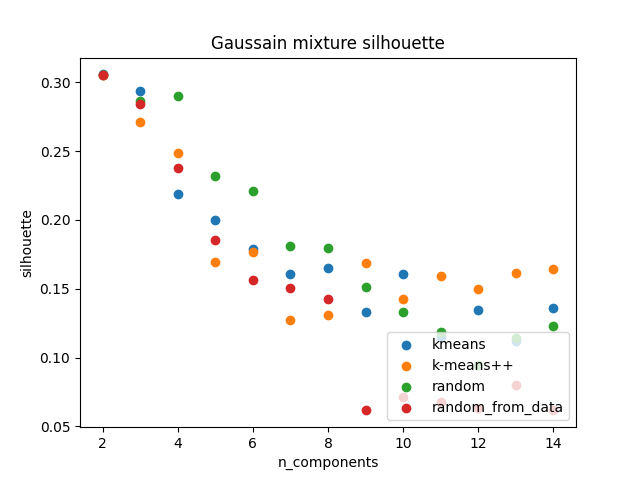 Gaussain mixture silhouette
silhouette
0.30
0.25
0.20
0.15
0.10
0.05
kmeans
k-means++
random
random_from_data
2 4 6 8 10 12 14
n_components